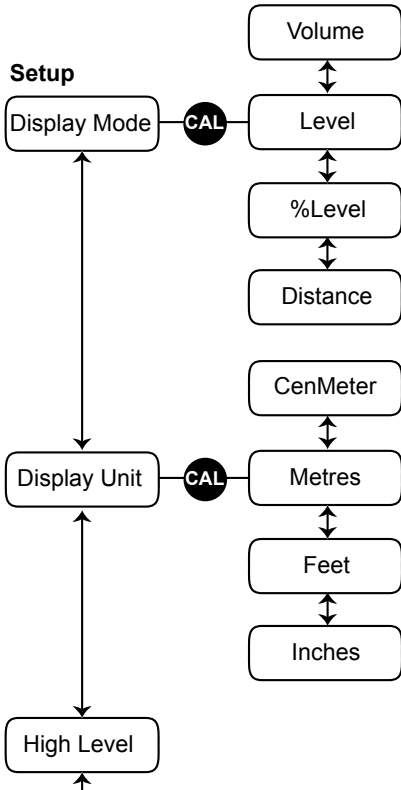 Volume
Setup
Display Mode
CAL
Level
%Level
Distance
CenMeter
Display Unit
CAL
Metres
Feet
Inches
High Level